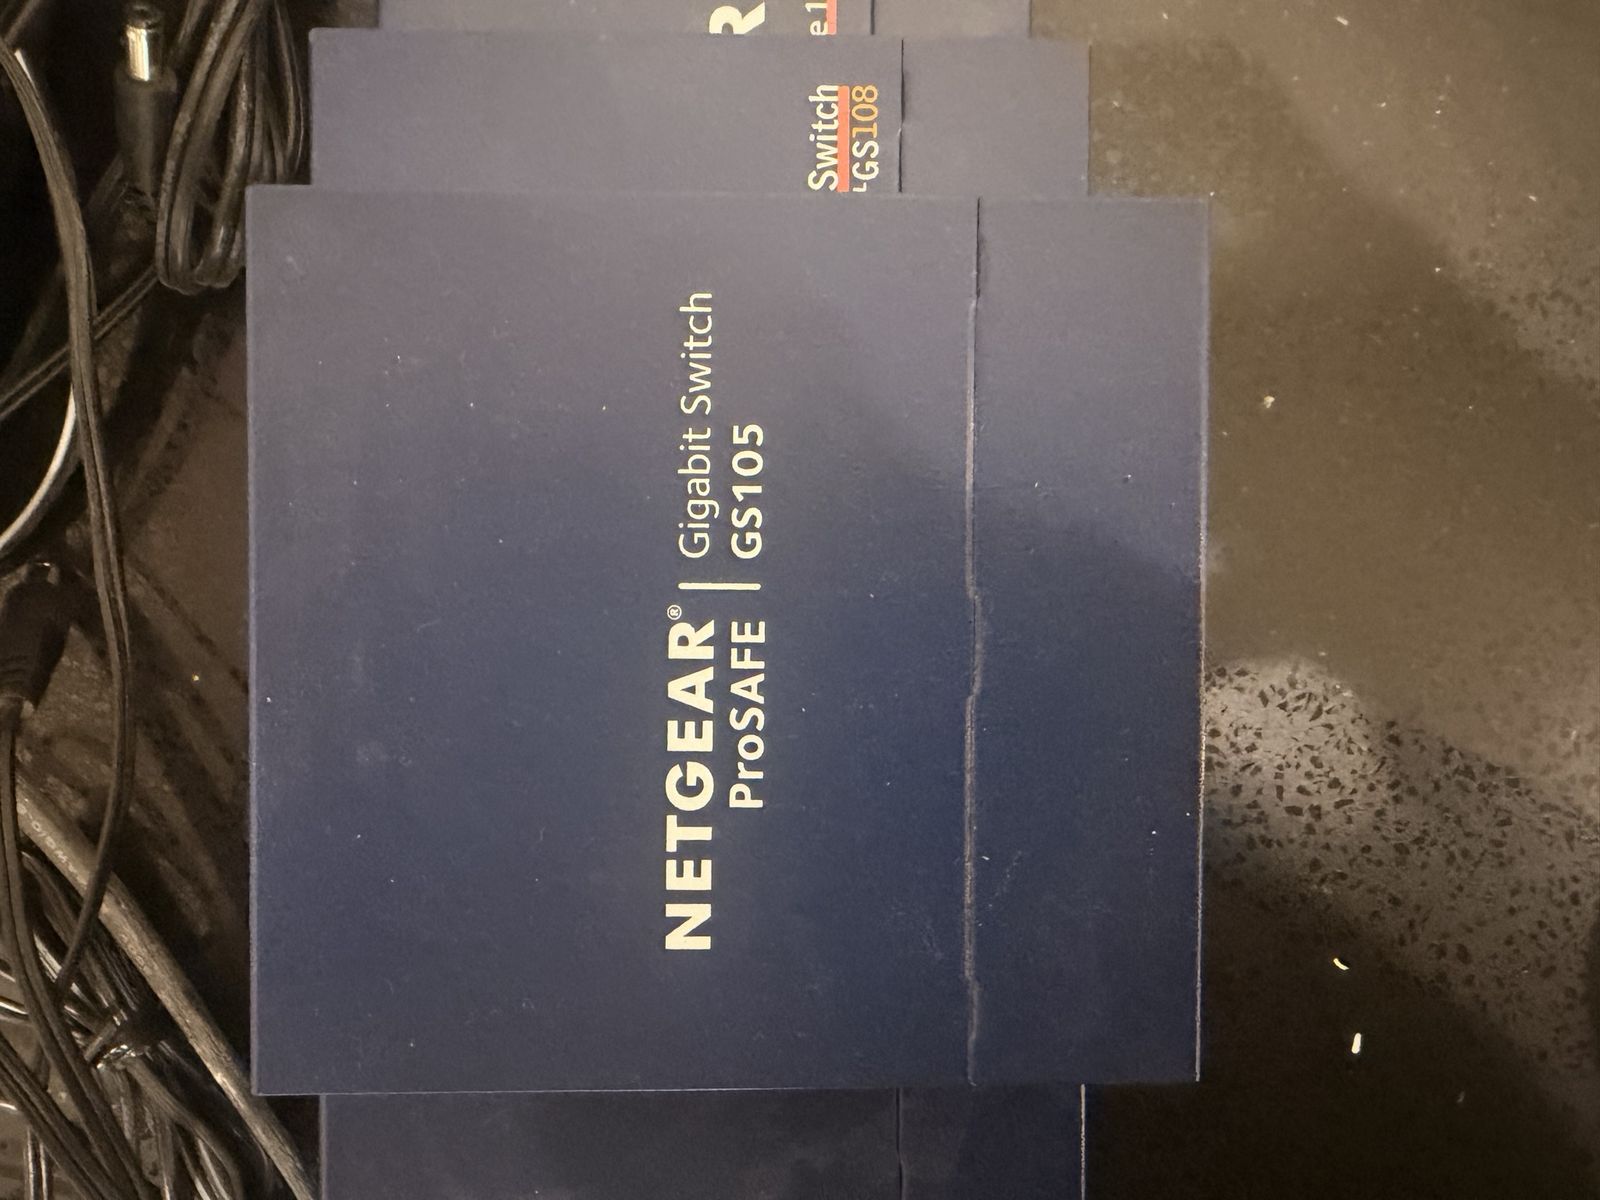 NETGEAR® | Gigabit Switch
ProSAFE | GS105
Switch
GS108
R